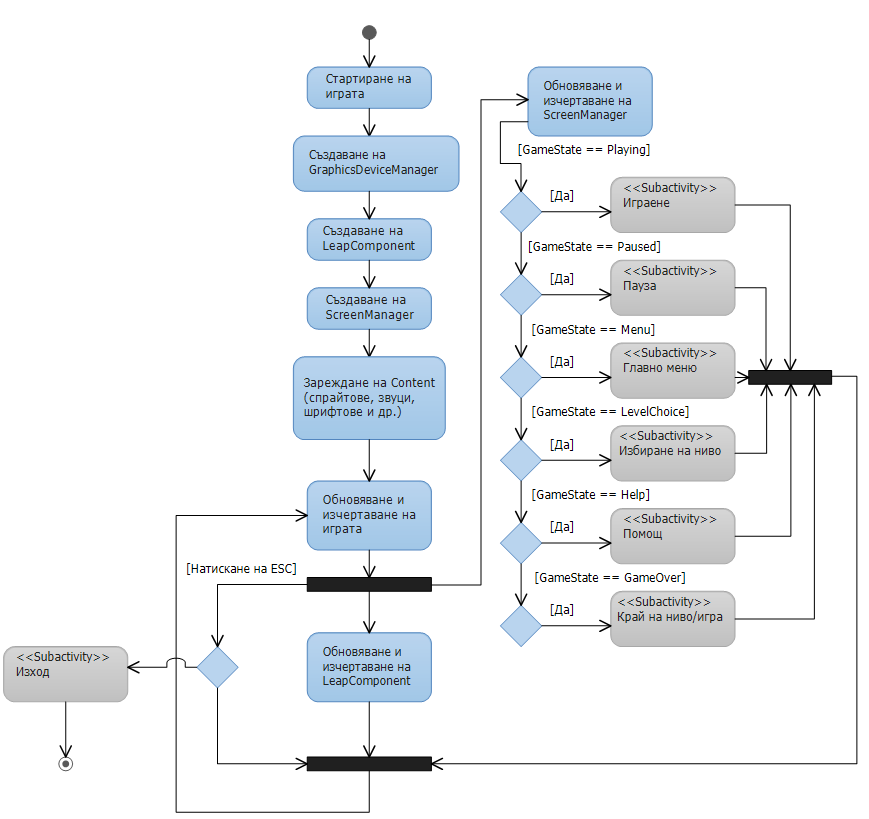 Стартиране на
играта
Създаване на
GraphicsDeviceManager
Създаване на
LeapComponent
Създаване на
ScreenManager
Зареждане на Content
(спрайтове, звуци,
шрифтове и др.)
Обновяване и
изчертаване на
играта
[Натискане на ESC]
<<Subactivity>>
Изход
Обновяване и
изчертаване на
LeapComponent
Обновяване и
изчертаване на
ScreenManager
[GameState == Playing]
[Да]
<<Subactivity>>
Играене
[GameState == Paused]
[Да]
<<Subactivity>>
Пауза
[GameState == Menu]
[Да]
<<Subactivity>>
Главно меню
[GameState == LevelChoice]
[Да]
<<Subactivity>>
Избиране на ниво
[GameState == Help]
[Да]
<<Subactivity>>
Помощ
[GameState == GameOver]
[Да]
<<Subactivity>>
Край на ниво/игра